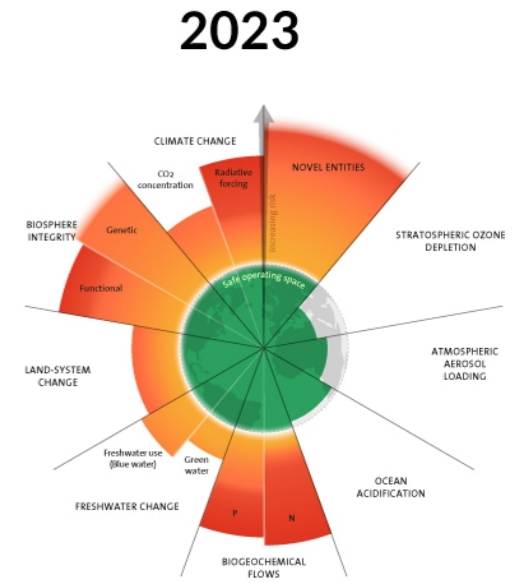 2023
CLIMATE CHANGE
CO2
concentration
Radiative
forcing
NOVEL ENTITIES
Increasing risk
STRATOSPHERIC OZONE
DEPLETION
BIOSPHERE
INTEGRITY
Genetic
Functional
Safe operating space
ATMOSPHERIC
AEROSOL
LOADING
LAND-SYSTEM
CHANGE
Freshwater use
(Blue water)
Green
water
FRESHWATER CHANGE
OCEAN
ACIDIFICATION
P
N
BIOGEOCHEMICAL
FLOWS